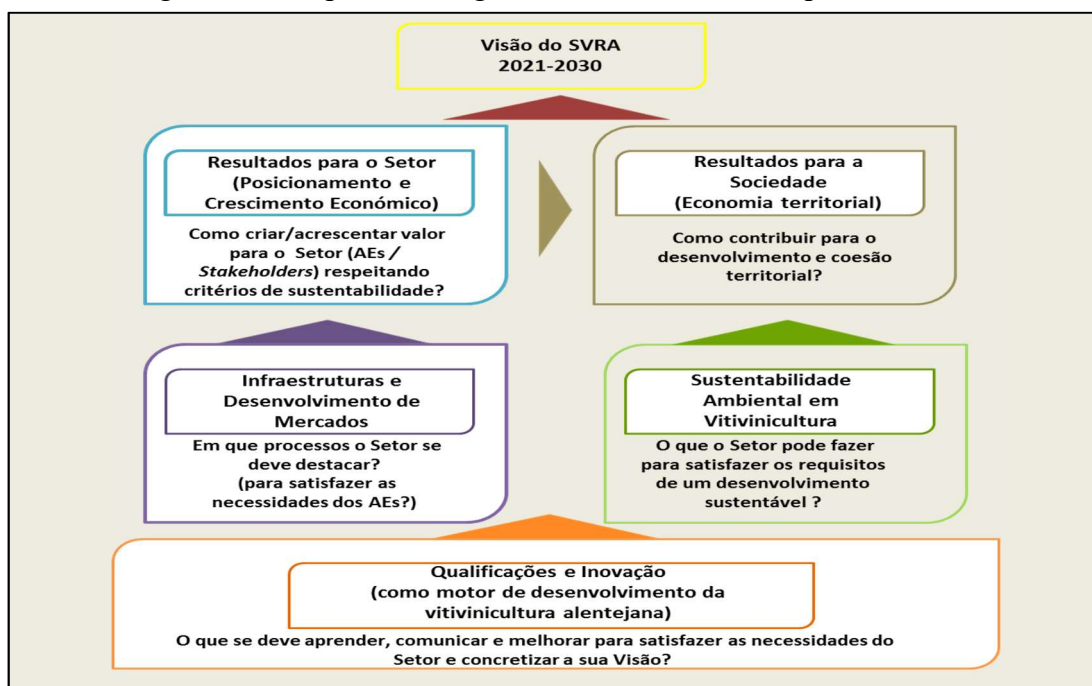 Visão do SVRA
2021-2030
Resultados para o Setor
(Posicionamento e
Crescimento Económico)
Como criar/acrescentar valor
para o Setor (AEs /
Stakeholders) respeitando
critérios de sustentabilidade?
Resultados para a
Sociedade
(Economia territorial)
Como contribuir para o
desenvolvimento e coesão
territorial?
Infraestruturas e
Desenvolvimento de
Mercados
Em que processos o Setor se
deve destacar?
(para satisfazer as
necessidades dos AEs?)
Sustentabilidade
Ambiental em
Vitivinicultura
O que o Setor pode fazer
para satisfazer os requisitos
de um desenvolvimento
sustentável ?
Qualificações e Inovação
(como motor de desenvolvimento da
vitivinicultura alentejana)
O que se deve aprender, comunicar e melhorar para satisfazer as necessidades do
Setor e concretizar a sua Visão?